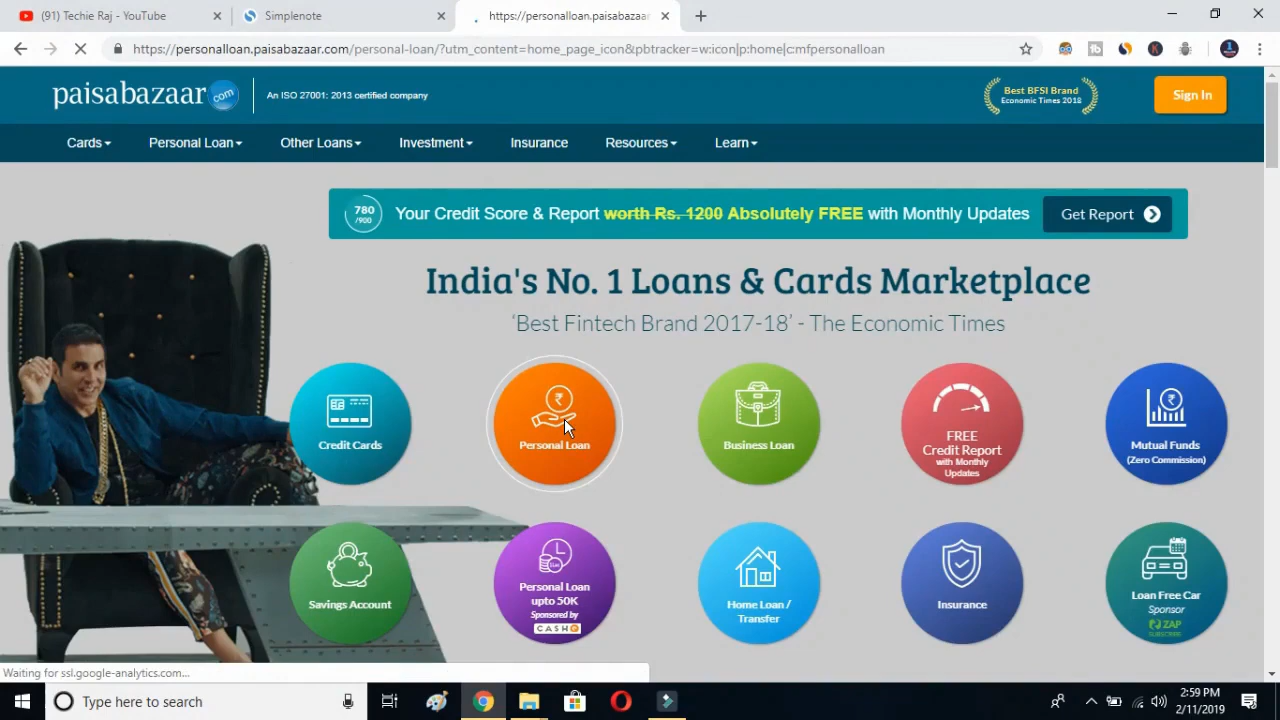 (91) Techie Raj - YouTube
Simplenote
https://personalloan.paisabazaar
https://personalloan.paisabazaar.com/personal-loan/?utm_content=home_page_icon&pbtracker=w:icon|p:home|c:mfpersonalloan
paisabazaar com
An ISO 27001: 2013 certified company
Best BFSI Brand
Economic Times 2018
Sign In
Cards
Personal Loan
Other Loans
Investment
Insurance
Resources
Learn
780
/900
Your Credit Score & Report worth Rs. 1200 Absolutely FREE with Monthly Updates
Get Report
India's No. 1 Loans & Cards Marketplace
‘Best Fintech Brand 2017-18’ - The Economic Times
Credit Cards
Personal Loan
Business Loan
FREE
Credit Report
with Monthly
Updates
Mutual Funds
(Zero Commission)
Savings Account
Personal Loan
upto 50K
Sponsored by
CASHe
Home Loan /
Transfer
Insurance
Loan Free Car
Sponsor
ZAP
SUBSCRIBE
Waiting for ssl.google-analytics.com...
Type here to search
2:59 PM
2/11/2019